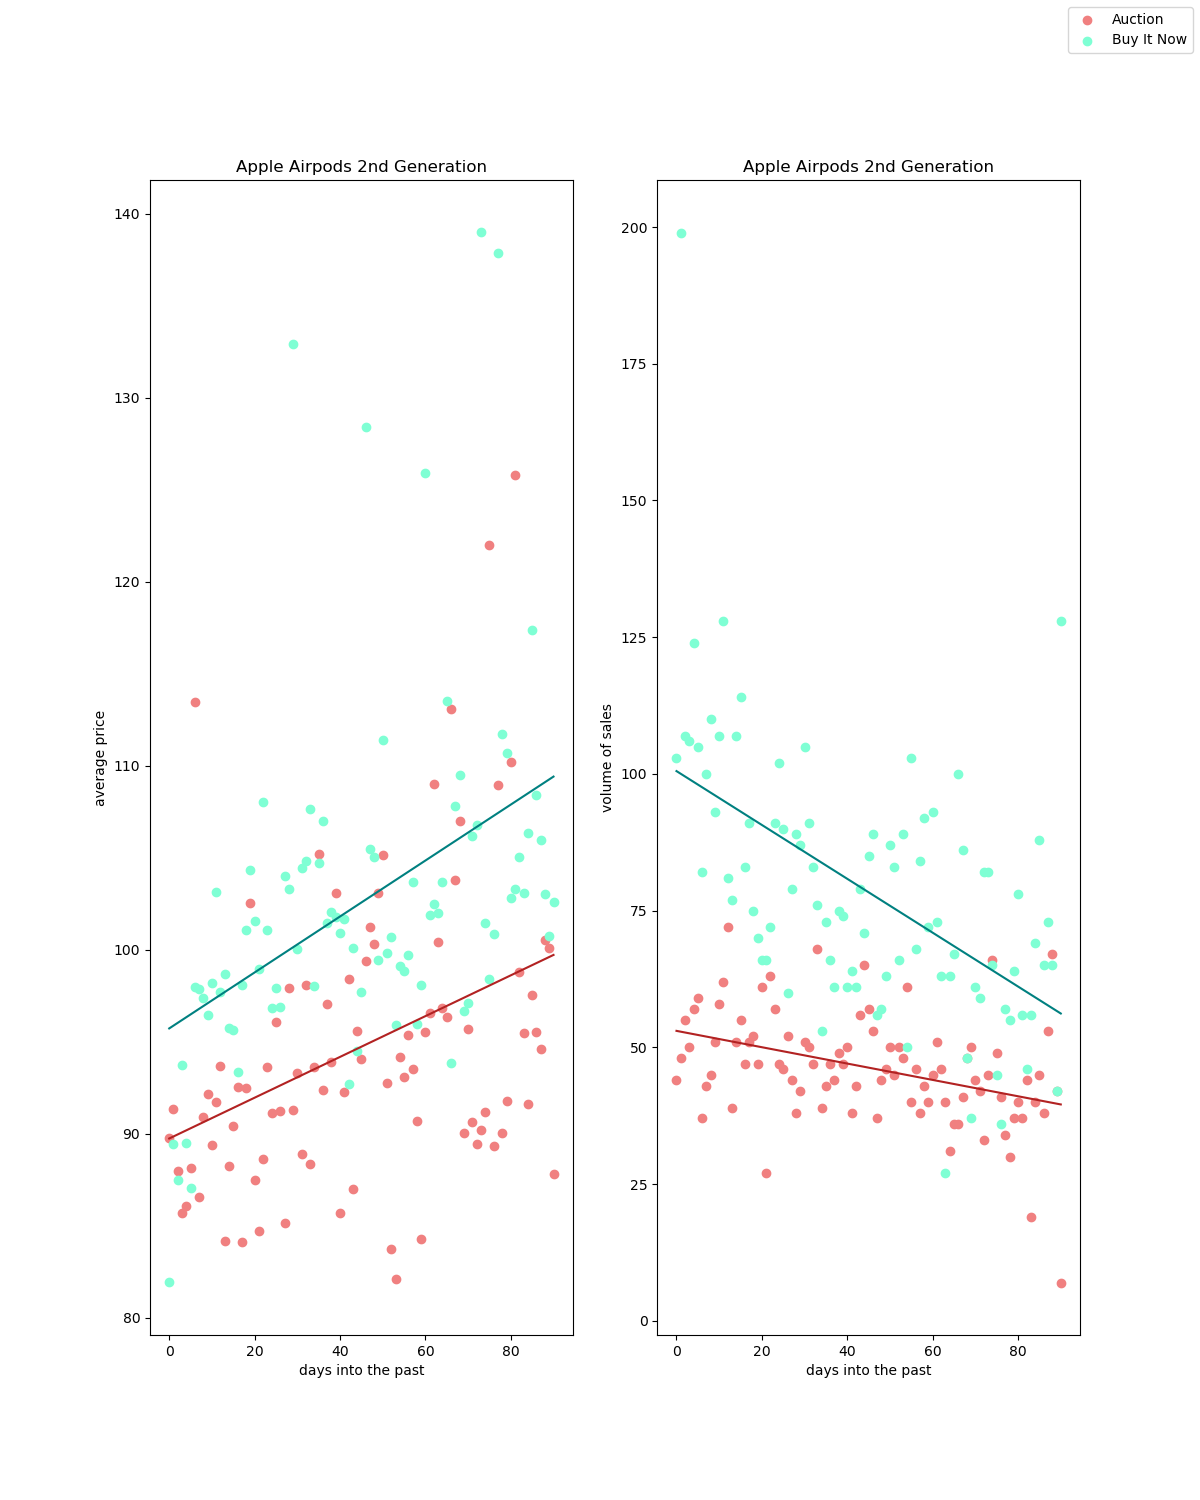 Auction
Buy It Now
Apple Airpods 2nd Generation
140
130
120
110
100
90
80
average price
0 20 40 60 80
days into the past
Apple Airpods 2nd Generation
200
175
150
125
100
75
50
25
0
volume of sales
0 20 40 60 80
days into the past